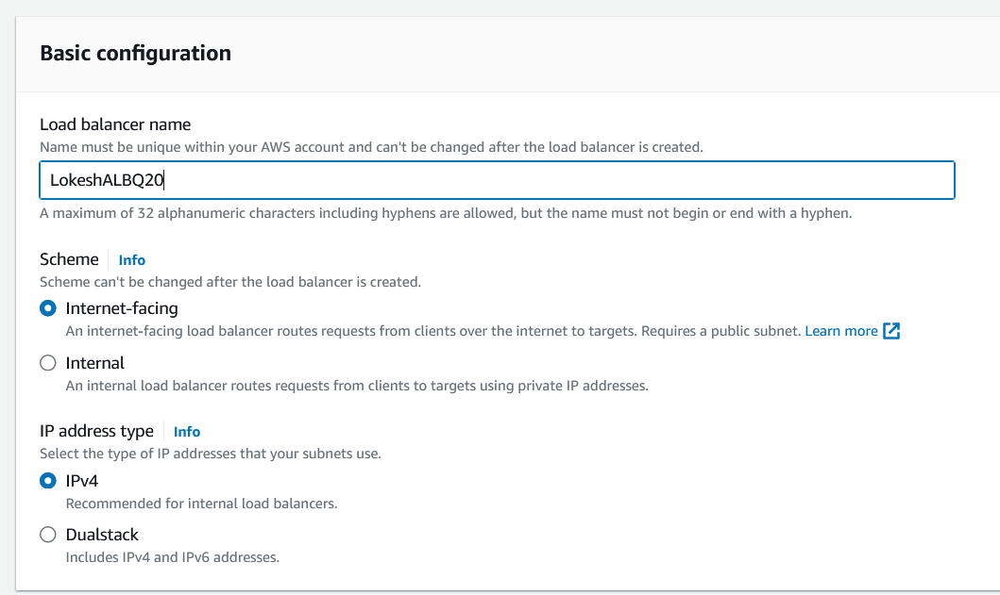 Basic configuration
Load balancer name
Name must be unique within your AWS account and can't be changed after the load balancer is created.
LokeshALBQ20
A maximum of 32 alphanumeric characters including hyphens are allowed, but the name must not begin or end with a hyphen.
Scheme Info
Scheme can't be changed after the load balancer is created.
Internet-facing
An internet-facing load balancer routes requests from clients over the internet to targets. Requires a public subnet. Learn more
Internal
An internal load balancer routes requests from clients to targets using private IP addresses.
IP address type Info
Select the type of IP addresses that your subnets use.
IPv4
Recommended for internal load balancers.
Dualstack
Includes IPv4 and IPv6 addresses.